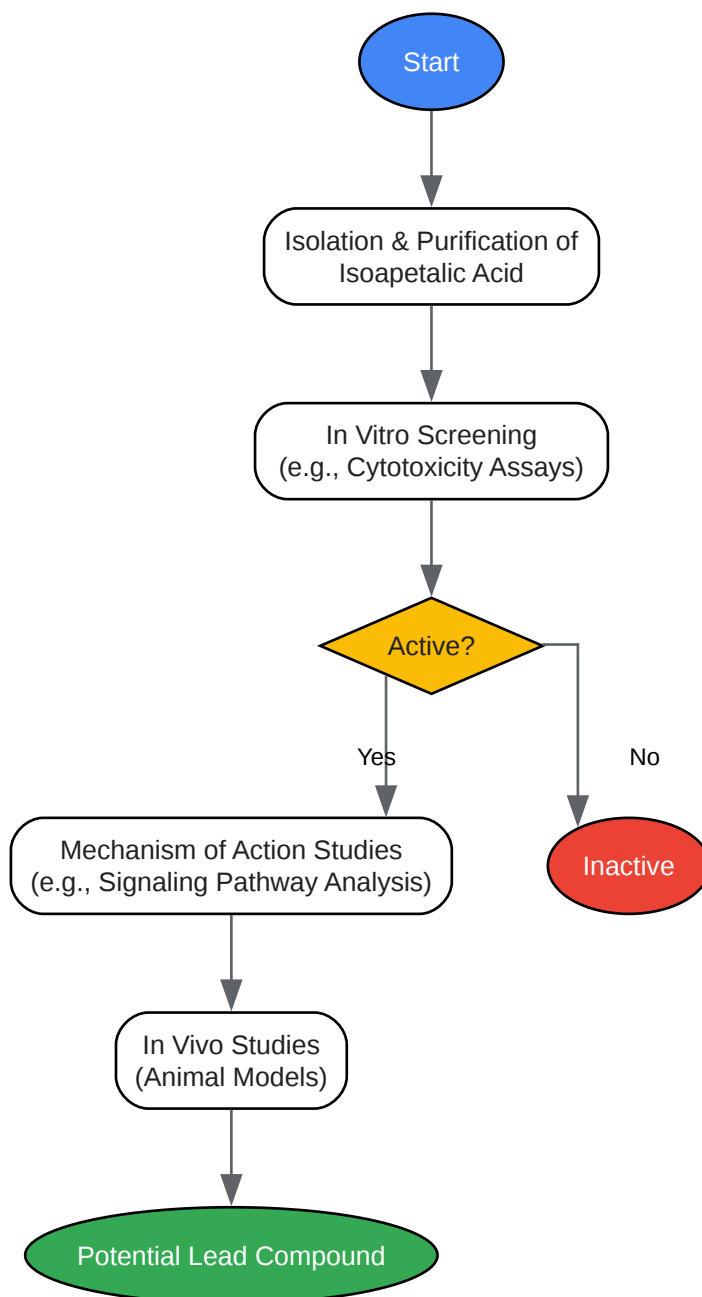 Start
Isolation & Purification of
Isoapetalic Acid
In Vitro Screening
(e.g., Cytotoxicity Assays)
Active?
Yes
No
Mechanism of Action Studies
(e.g., Signaling Pathway Analysis)
Inactive
In Vivo Studies
(Animal Models)
Potential Lead Compound